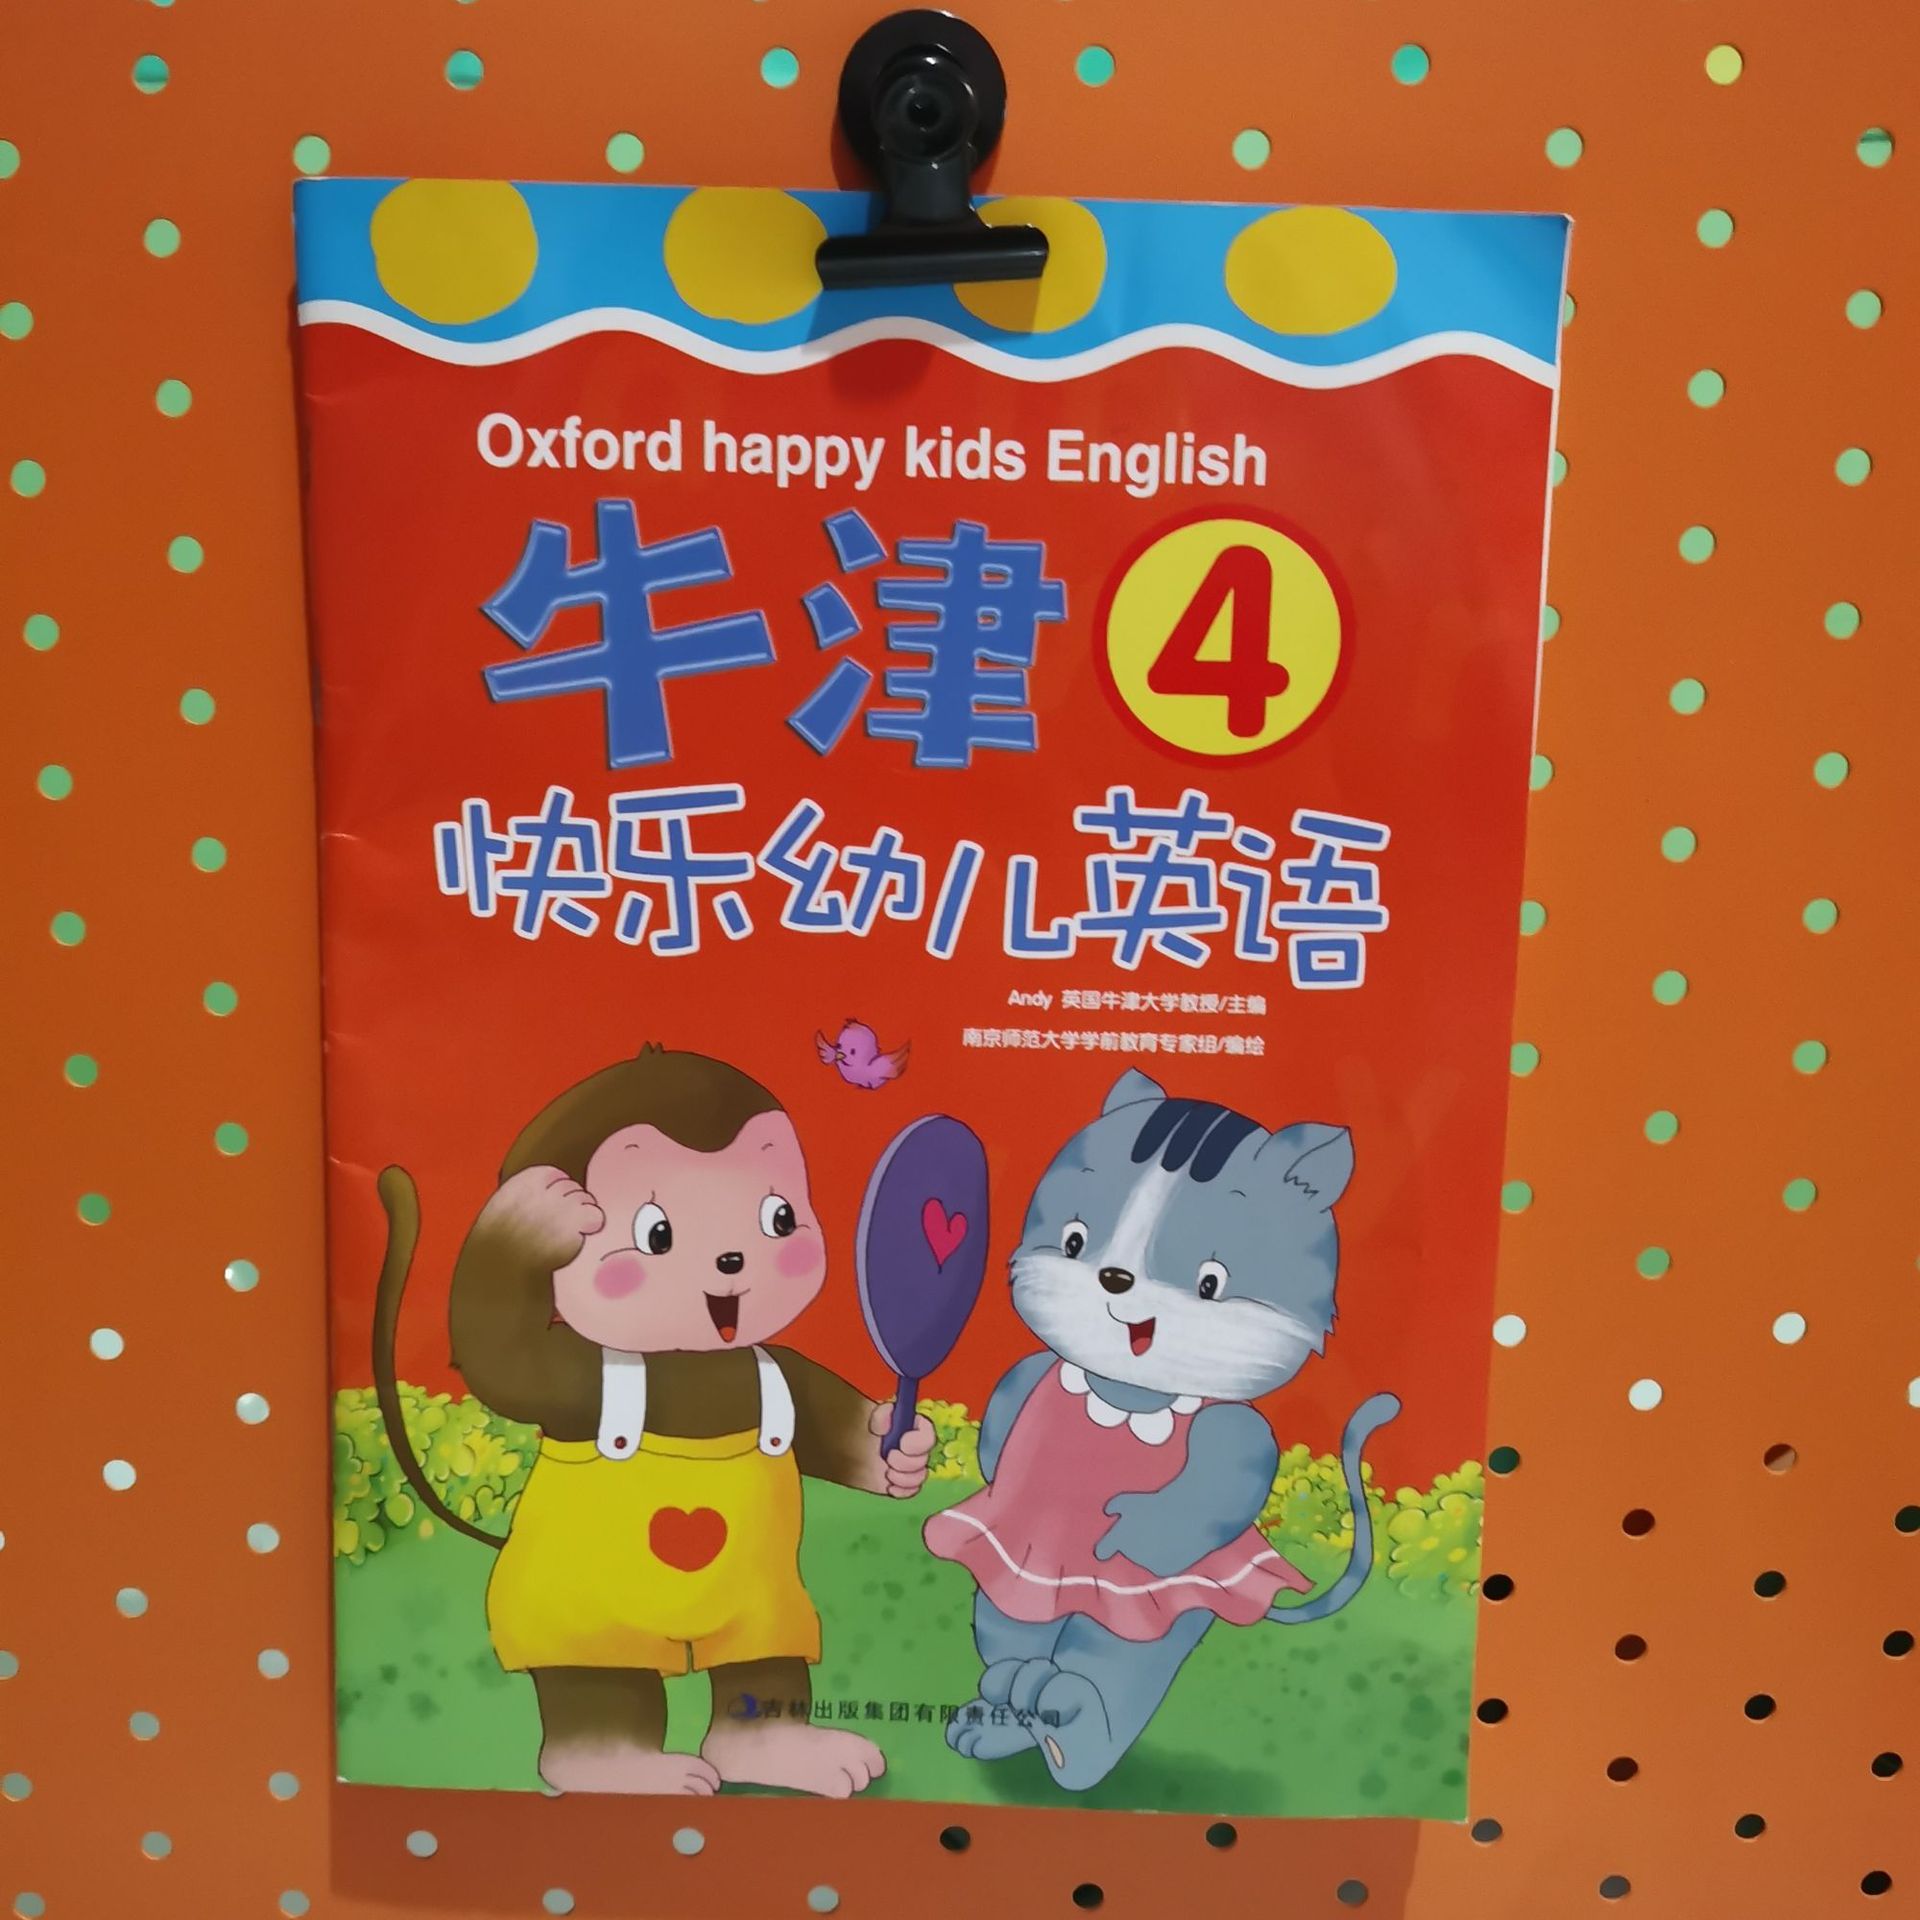 Oxford happy kids English
牛津 4
快乐幼儿英语
Andy 英国牛津大学教授/主编
南京师范大学学前教育专家组/编绘
吉林出版集团有限责任公司